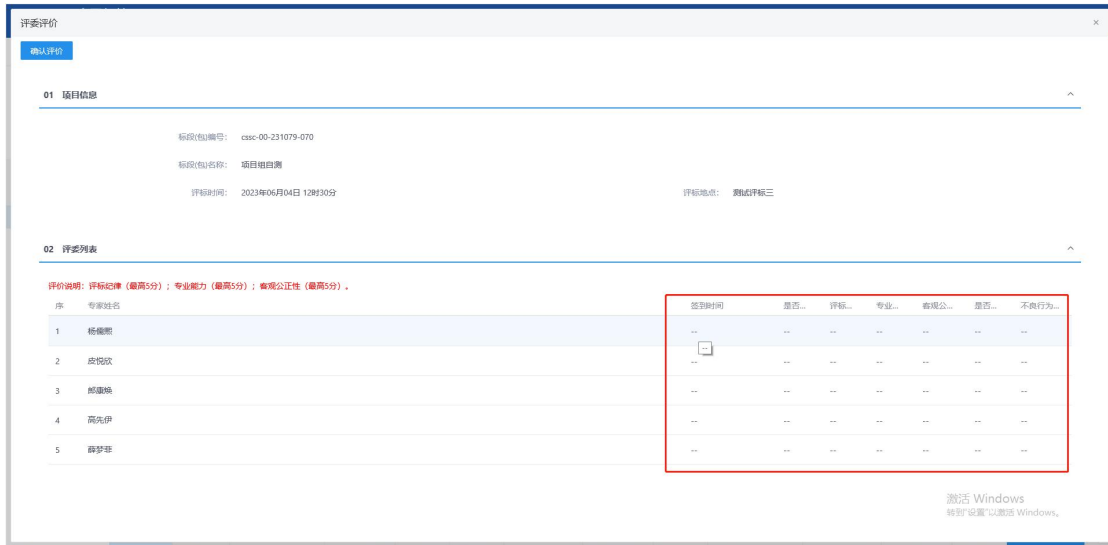 评委评价
×
确认评价
01 项目信息
标段(包)编号： cssc-00-231079-070
标段(包)名称： 项目组自测
评标时间： 2023年06月04日 12时30分 评标地点： 测试评标三
02 评委列表
评价说明：评标纪律（最高5分）；专业能力（最高5分）；客观公正性（最高5分）。
序 专家姓名 签到时间 是否... 评标... 专业... 客观公... 是否... 不良行为...
1 -- -- -- -- -- -- --
--
2 皮悦欣 -- -- -- -- -- -- --
3 郎康焕 -- -- -- -- -- -- --
4 高先伊 -- -- -- -- -- -- --
5 薛梦菲 -- -- -- -- -- -- --
激活 Windows
转到"设置"以激活 Windows。